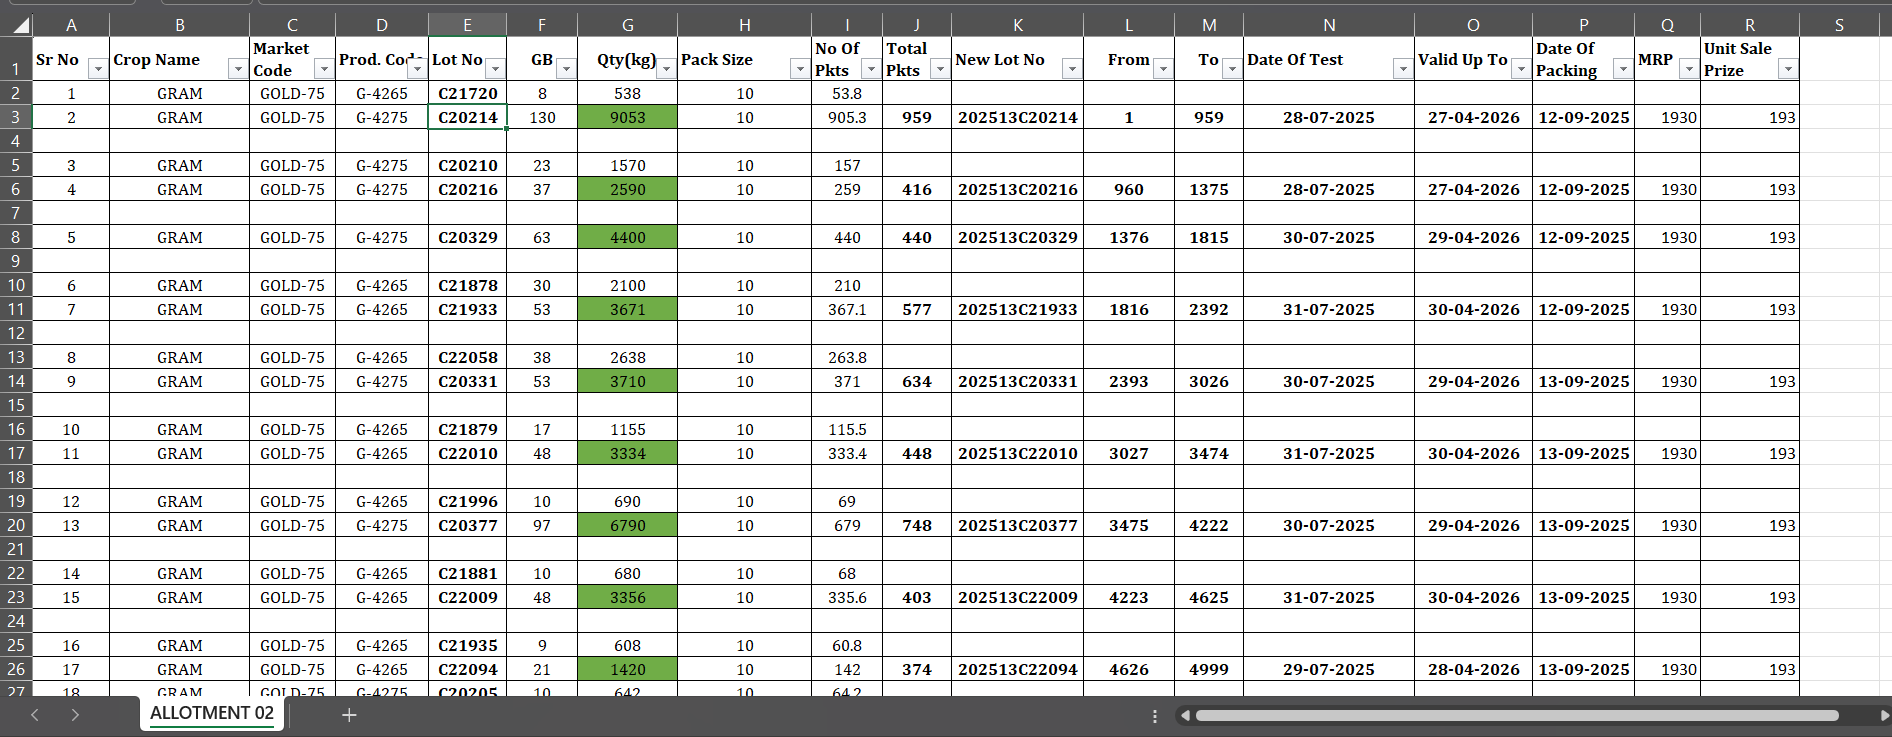 A B C D E F G H I J K L M N O P Q R S
1 Sr No Crop Name Market Code Prod. Code Lot No GB Qty(kg) Pack Size No Of Pkts Total Pkts New Lot No From To Date Of Test Valid Up To Date Of Packing MRP Unit Sale Prize
2 1 GRAM GOLD-75 G-4265 C21720 8 538 10 53.8
3 2 GRAM GOLD-75 G-4275 C20214 130 9053 10 905.3 959 202513C20214 1 959 28-07-2025 27-04-2026 12-09-2025 1930 193
4
5 3 GRAM GOLD-75 G-4275 C20210 23 1570 10 157
6 4 GRAM GOLD-75 G-4275 C20216 37 2590 10 259 416 202513C20216 960 1375 28-07-2025 27-04-2026 12-09-2025 1930 193
7
8 5 GRAM GOLD-75 G-4275 C20329 63 4400 10 440 440 202513C20329 1376 1815 30-07-2025 29-04-2026 12-09-2025 1930 193
9
10 6 GRAM GOLD-75 G-4265 C21878 30 2100 10 210
11 7 GRAM GOLD-75 G-4265 C21933 53 3671 10 367.1 577 202513C21933 1816 2392 31-07-2025 30-04-2026 12-09-2025 1930 193
12
13 8 GRAM GOLD-75 G-4265 C22058 38 2638 10 263.8
14 9 GRAM GOLD-75 G-4275 C20331 53 3710 10 371 634 202513C20331 2393 3026 30-07-2025 29-04-2026 13-09-2025 1930 193
15
16 10 GRAM GOLD-75 G-4265 C21879 17 1155 10 115.5
17 11 GRAM GOLD-75 G-4265 C22010 48 3334 10 333.4 448 202513C22010 3027 3474 31-07-2025 30-04-2026 13-09-2025 1930 193
18
19 12 GRAM GOLD-75 G-4265 C21996 10 690 10 69
20 13 GRAM GOLD-75 G-4275 C20377 97 6790 10 679 748 202513C20377 3475 4222 30-07-2025 29-04-2026 13-09-2025 1930 193
21
22 14 GRAM GOLD-75 G-4265 C21881 10 680 10 68
23 15 GRAM GOLD-75 G-4265 C22009 48 3356 10 335.6 403 202513C22009 4223 4625 31-07-2025 30-04-2026 13-09-2025 1930 193
24
25 16 GRAM GOLD-75 G-4265 C21935 9 608 10 60.8
26 17 GRAM GOLD-75 G-4265 C22094 21 1420 10 142 374 202513C22094 4626 4999 29-07-2025 28-04-2026 13-09-2025 1930 193
27 18 GRAM GOLD-75 G-4275 C20205 10 642 10 64.2
ALLOTMENT 02